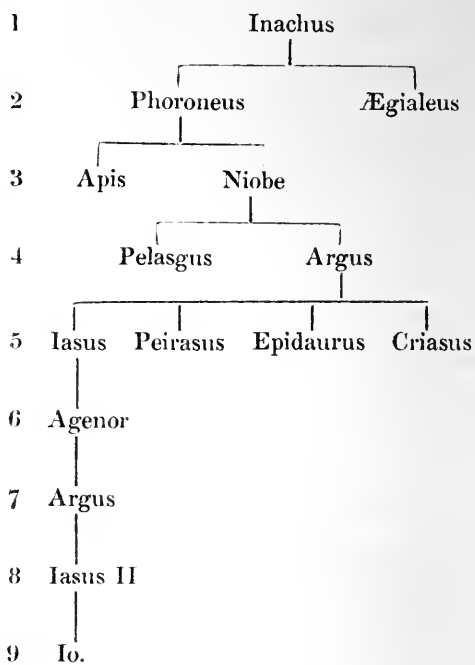 1 Inachus
2 Phoroneus Ægialeus
3 Apis Niobe
4 Pelasgus Argus
5 Iasus Peirasus Epidaurus Criasus
6 Agenor
7 Argus
8 Iasus II
9 Io.